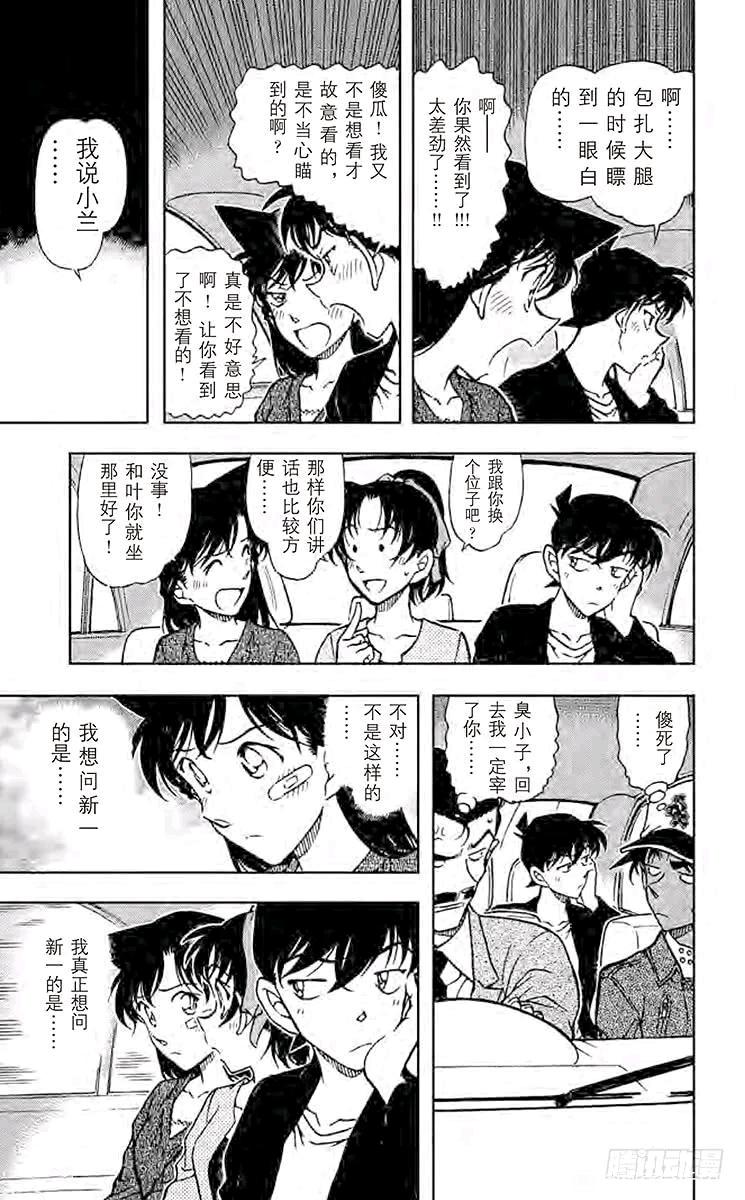 啊……
包扎大腿
的时候瞟
到一眼白
的……
啊——
你果然看到了!!!
太差劲了……!!
傻瓜！我又
不是想看才
故意看的，
是不当心瞄
到的啊？
真是不好意思
啊！让你看到
了不想看的！
我说小兰
……
我跟你换
个位子吧？
那样你们讲
话也比较方
便……
没事！
和叶你就坐
那里好了！
傻死了
……
臭小子，回
去我一定宰
了你……
不对……
不是这样的
……
我想问新一
的是……
我真正想问
新一的是……
腾讯动漫